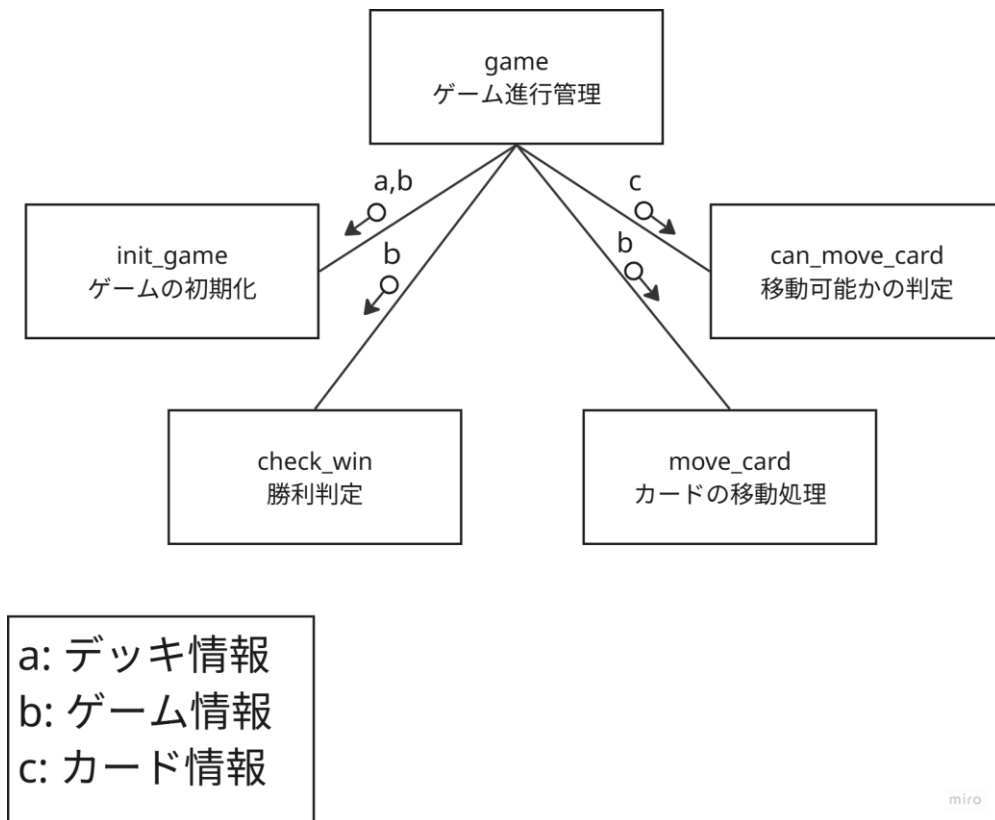 game
ゲーム進行管理
a,b
c
init_game
ゲームの初期化
b
b
can_move_card
移動可能かの判定
check_win
勝利判定
move_card
カードの移動処理
a: デッキ情報
b: ゲーム情報
c: カード情報
miro